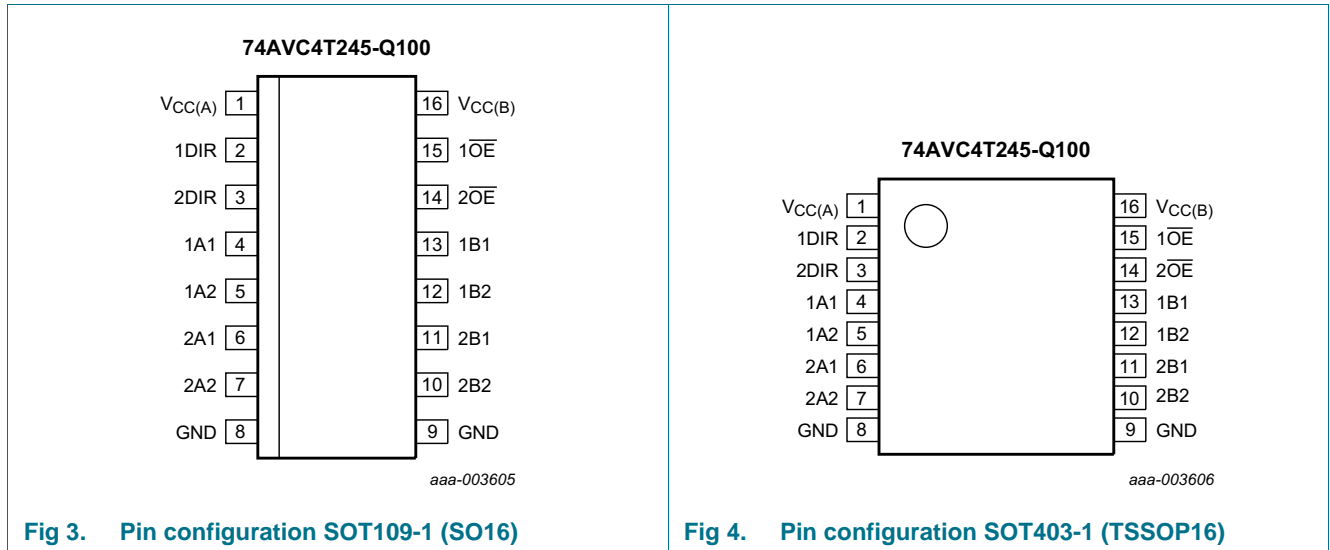 74AVC4T245-Q100
VCC(A) 1 16 VCC(B)
1DIR 2 15 1O̅E̅
2DIR 3 14 2O̅E̅
1A1 4 13 1B1
1A2 5 12 1B2
2A1 6 11 2B1
2A2 7 10 2B2
GND 8 9 GND
aaa-003605
Fig 3. Pin configuration SOT109-1 (SO16)
74AVC4T245-Q100
VCC(A) 1 16 VCC(B)
1DIR 2 15 1O̅E̅
2DIR 3 14 2O̅E̅
1A1 4 13 1B1
1A2 5 12 1B2
2A1 6 11 2B1
2A2 7 10 2B2
GND 8 9 GND
aaa-003606
Fig 4. Pin configuration SOT403-1 (TSSOP16)